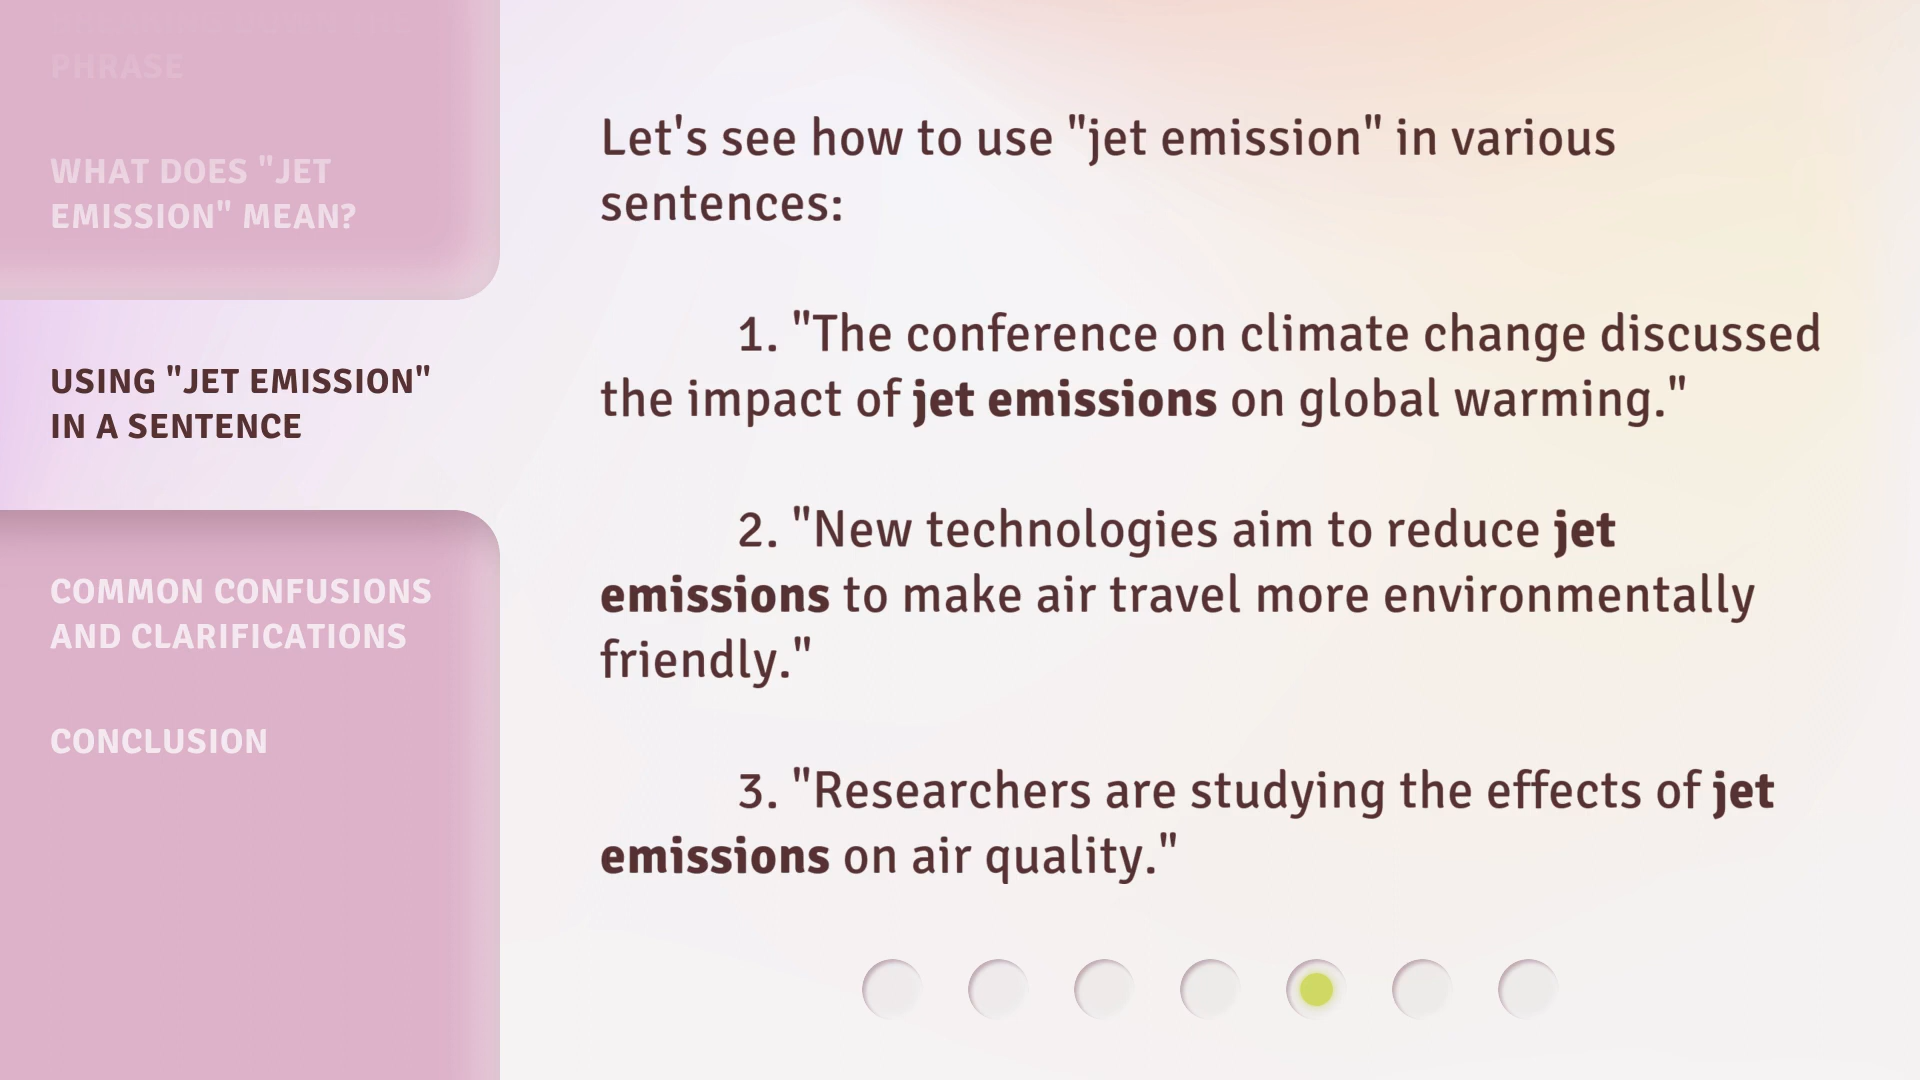 PHRASE
WHAT DOES "JET
EMISSION" MEAN?
USING "JET EMISSION"
IN A SENTENCE
COMMON CONFUSIONS
AND CLARIFICATIONS
CONCLUSION
Let's see how to use "jet emission" in various
sentences:
1. "The conference on climate change discussed
the impact of jet emissions on global warming."
2. "New technologies aim to reduce jet
emissions to make air travel more environmentally
friendly."
3. "Researchers are studying the effects of jet
emissions on air quality."